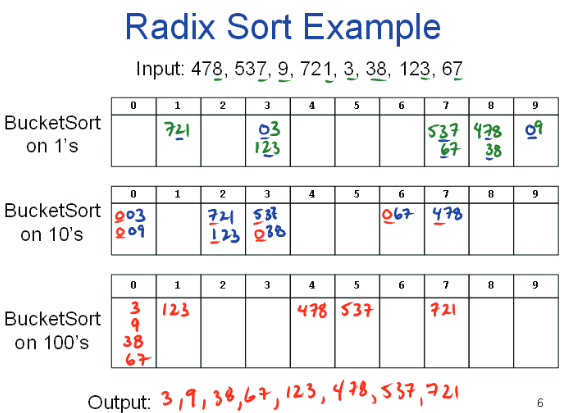 Radix Sort Example
Input: 478, 537, 9, 721, 3, 38, 123, 67
0 1 2 3 4 5 6 7 8 9
BucketSort on 1's
721 03 537 478 09
123 67 38
0 1 2 3 4 5 6 7 8 9
BucketSort on 10's
003 721 537 067 478
009 123 038
0 1 2 3 4 5 6 7 8 9
BucketSort on 100's
3 123 478 537 721
9
38
67
Output: 3, 9, 38, 67, 123, 478, 537, 721
6